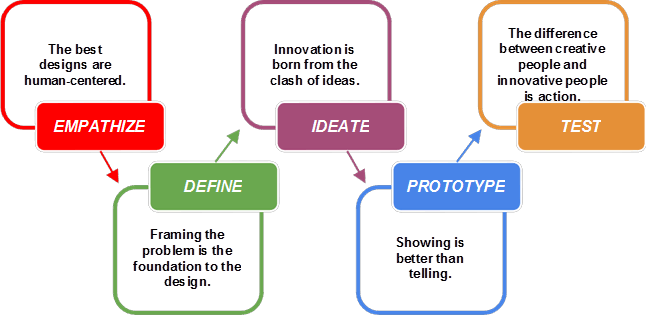 The best
designs are
human-centered.
EMPATHIZE
DEFINE
Framing the
problem is the
foundation to the
design.
Innovation is
born from the
clash of ideas.
IDEATE
PROTOTYPE
Showing is
better than
telling.
The difference
between creative
people and
innovative people
is action.
TEST